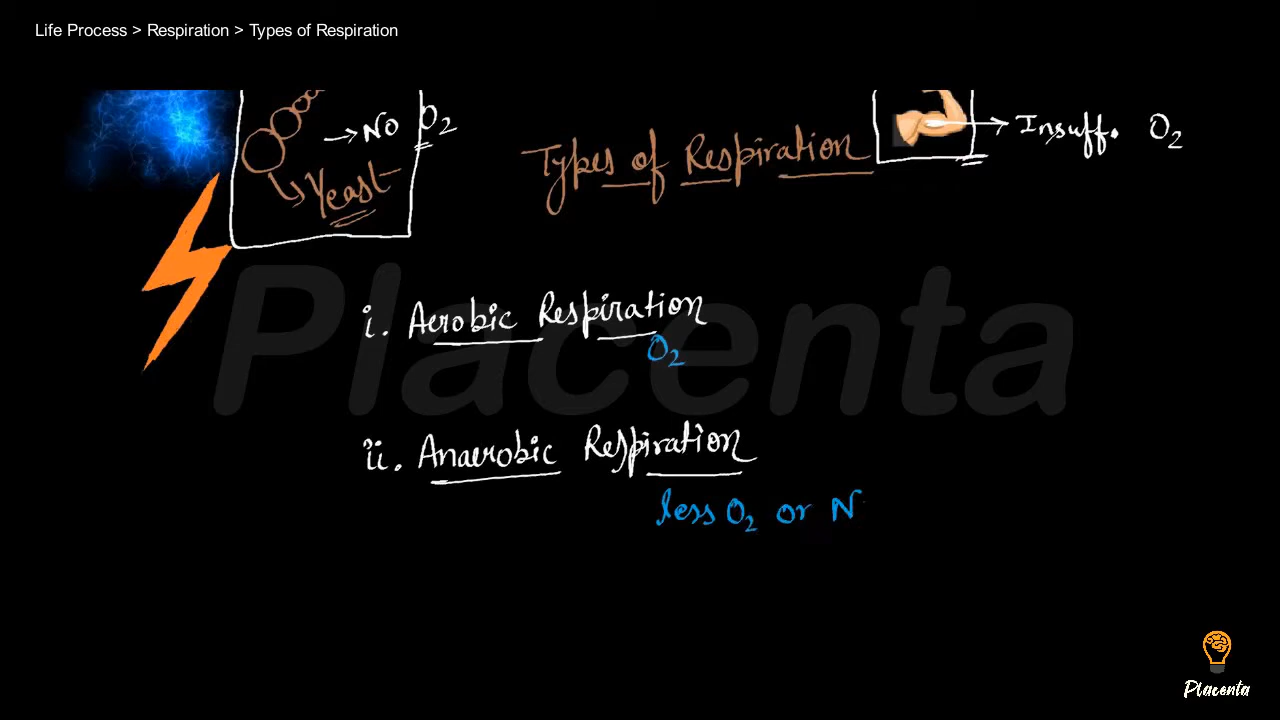 Life Process > Respiration > Types of Respiration
→NO O2
Yeast
Types of Respiration
→ Insuff. O2
Placenta
i. Aerobic Respiration
O2
ii. Anaerobic Respiration
less O2 or N
Placenta